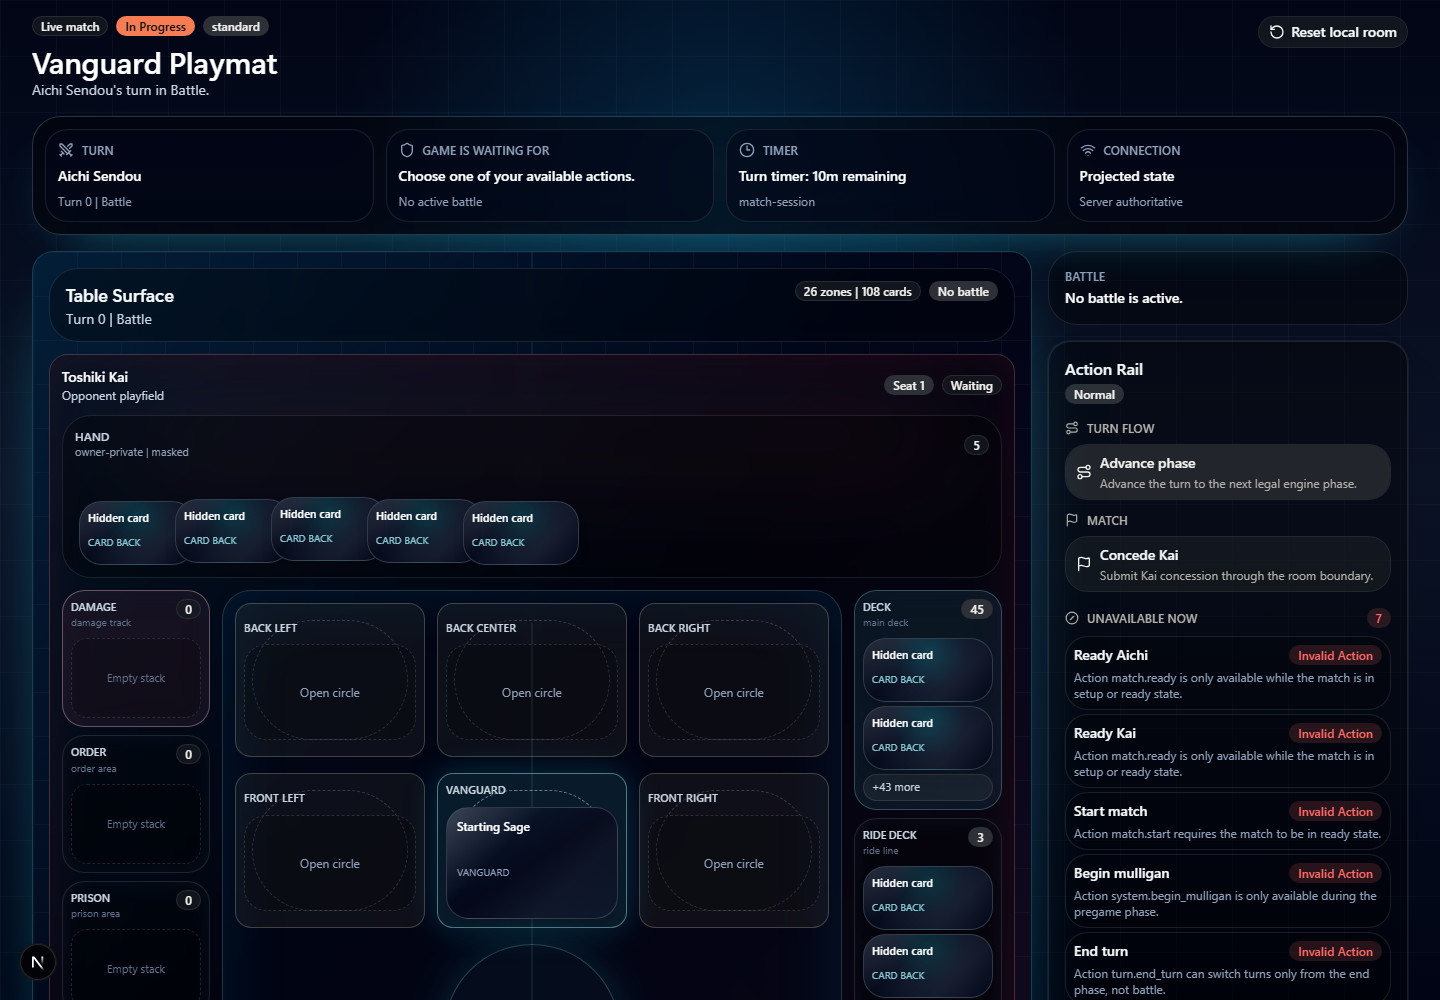 Live match
In Progress
standard
Reset local room
Vanguard Playmat
Aichi Sendou's turn in Battle.
TURN
Aichi Sendou
Turn 0 | Battle
GAME IS WAITING FOR
Choose one of your available actions.
No active battle
TIMER
Turn timer: 10m remaining
match-session
CONNECTION
Projected state
Server authoritative
Table Surface
Turn 0 | Battle
26 zones | 108 cards
No battle
Toshiki Kai
Opponent playfield
Seat 1
Waiting
HAND
owner-private | masked
5
Hidden card
CARD BACK
Hidden card
CARD BACK
Hidden card
CARD BACK
Hidden card
CARD BACK
Hidden card
CARD BACK
DAMAGE
0
damage track
Empty stack
ORDER
0
order area
Empty stack
PRISON
0
prison area
Empty stack
BACK LEFT
Open circle
BACK CENTER
Open circle
BACK RIGHT
Open circle
FRONT LEFT
Open circle
VANGUARD
Starting Sage
VANGUARD
FRONT RIGHT
Open circle
DECK
45
main deck
Hidden card
CARD BACK
Hidden card
CARD BACK
+43 more
RIDE DECK
3
ride line
Hidden card
CARD BACK
Hidden card
CARD BACK
BATTLE
No battle is active.
Action Rail
Normal
TURN FLOW
Advance phase
Advance the turn to the next legal engine phase.
MATCH
Concede Kai
Submit Kai concession through the room boundary.
UNAVAILABLE NOW
7
Ready Aichi
Invalid Action
Action match.ready is only available while the match is in
setup or ready state.
Ready Kai
Invalid Action
Action match.ready is only available while the match is in
setup or ready state.
Start match
Invalid Action
Action match.start requires the match to be in ready state.
Begin mulligan
Invalid Action
Action system.begin_mulligan is only available during the
pregame phase.
End turn
Invalid Action
Action turn.end_turn can switch turns only from the end
phase, not battle.
N